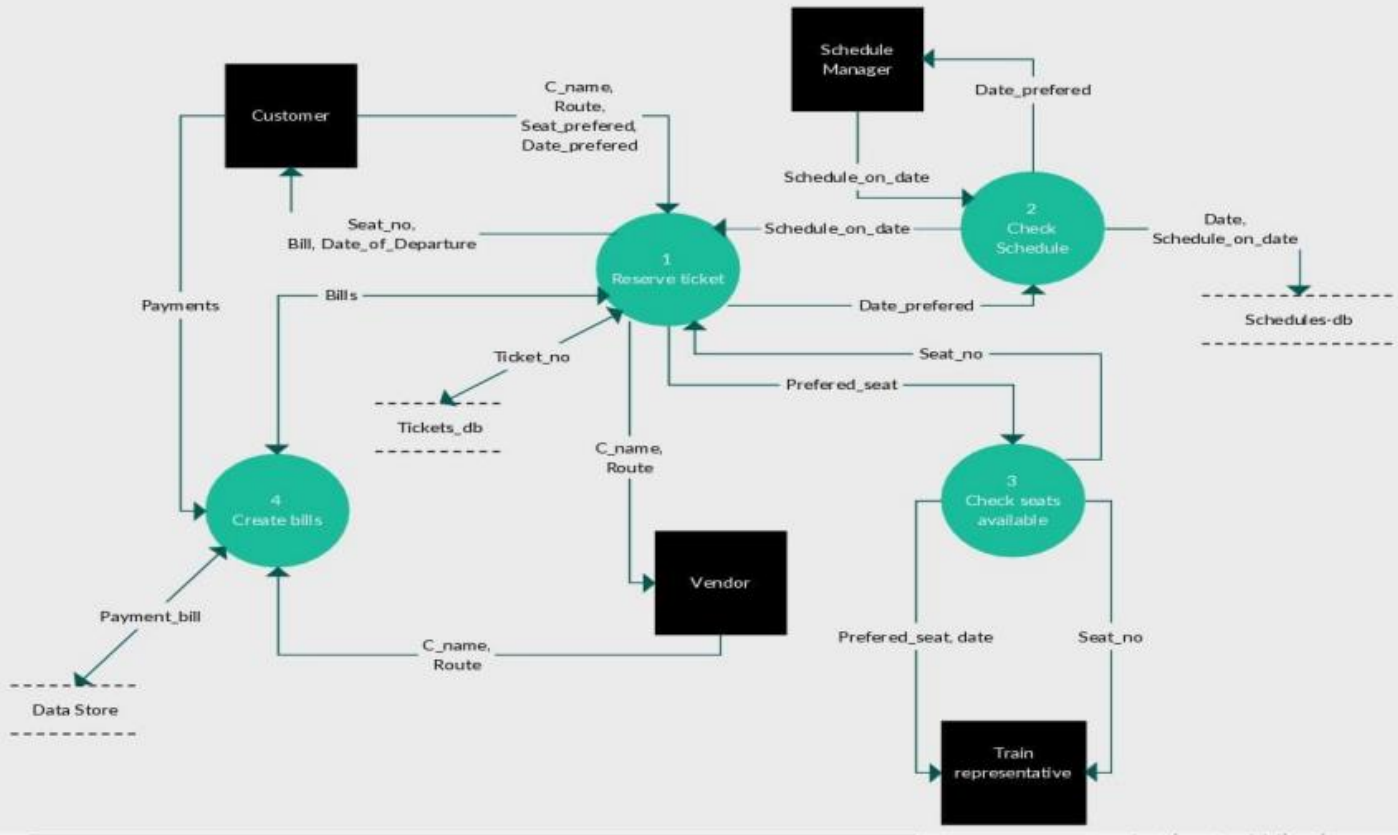 Schedule
Manager
Date_prefered
Customer
C_name,
Route,
Seat_prefered,
Date_prefered
Schedule_on_date
2
Check
Schedule
Date,
Schedule_on_date
Seat_no,
Bill, Date_of_Departure
Schedule_on_date
1
Reserve ticket
Payments
Bills
Date_prefered
Schedules-db
Ticket_no
Seat_no
Prefered_seat
Tickets_db
C_name,
Route
3
Check seats
available
4
Create bills
Vendor
Payment_bill
C_name,
Route
Prefered_seat, date
Seat_no
Data Store
Train
representative